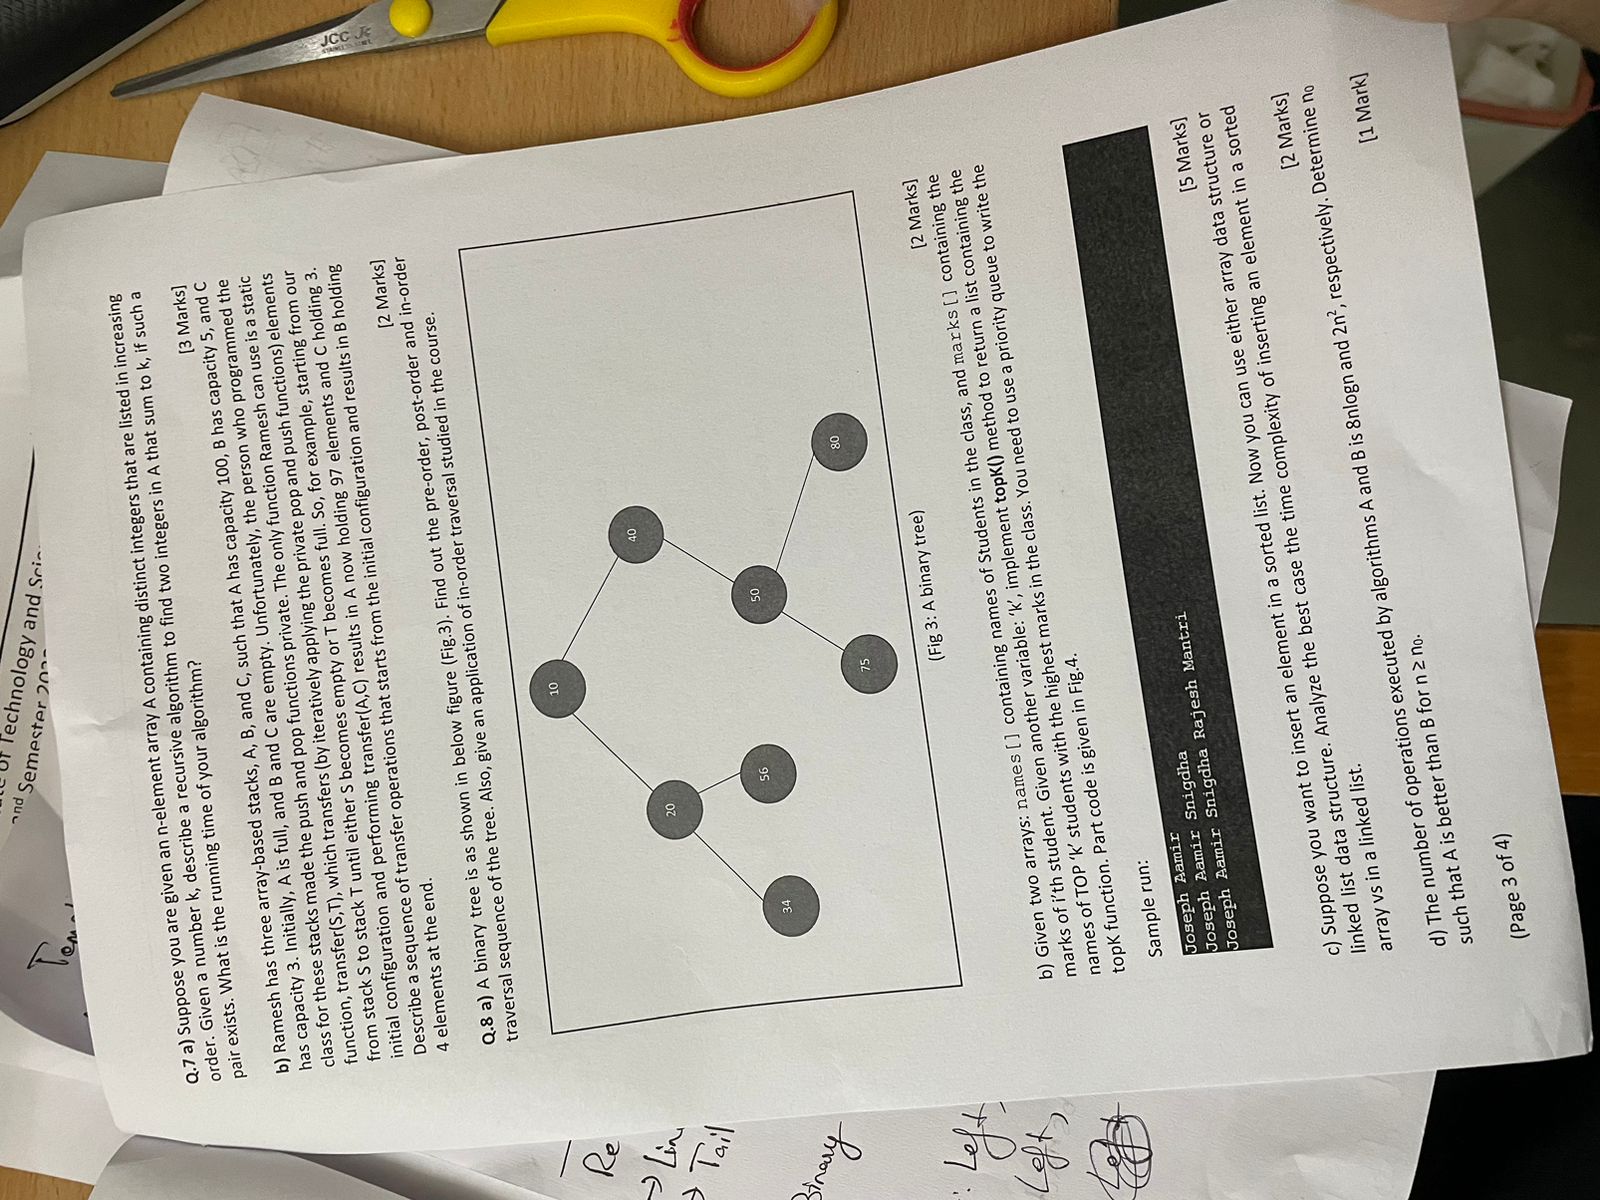 of Technology and
and Semester
Q.7 a) Suppose you are given an n-element array A containing distinct integers that are listed in increasing
order. Given a number k, describe a recursive algorithm to find two integers in A that sum to k, if such a
pair exists. What is the running time of your algorithm?
[3 Marks]
b) Ramesh has three array-based stacks, A, B, and C, such that A has capacity 100, B has capacity 5, and C
has capacity 3. Initially, A is full, and B and C are empty. Unfortunately, the person who programmed the
class for these stacks made the push and pop functions private. The only function Ramesh can use is a static
function, transfer(S,T), which transfers (by iteratively applying the private pop and push functions) elements
from stack S to stack T until either S becomes empty or T becomes full. So, for example, starting from our
initial configuration and performing transfer(A,C) results in A now holding 97 elements and C holding 3.
Describe a sequence of transfer operations that starts from the initial configuration and results in B holding
4 elements at the end.
[2 Marks]
Q.8 a) A binary tree is as shown in below figure (Fig.3). Find out the pre-order, post-order and in-order
traversal sequence of the tree. Also, give an application of in-order traversal studied in the course.
10
40
20
50
56
34
80
75
(Fig 3: A binary tree)
[2 Marks]
b) Given two arrays: names[] containing names of Students in the class, and marks[] containing the
marks of i'th student. Given another variable: 'k', implement topK() method to return a list containing the
names of TOP 'k' students with the highest marks in the class. You need to use a priority queue to write the
topK function. Part code is given in Fig.4.
Sample run:
Joseph Aamir
Joseph Aamir Snigdha
Joseph Aamir Snigdha Rajesh Mantri
[5 Marks]
c) Suppose you want to insert an element in a sorted list. Now you can use either array data structure or
linked list data structure. Analyze the best case the time complexity of inserting an element in a sorted
array vs in a linked list.
[2 Marks]
d) The number of operations executed by algorithms A and B is 8nlogn and 2n², respectively. Determine n₀
such that A is better than B for n ≥ n₀.
[1 Mark]
(Page 3 of 4)
Re
→ Lin
→ Tail
Binary
: Left,
Left,